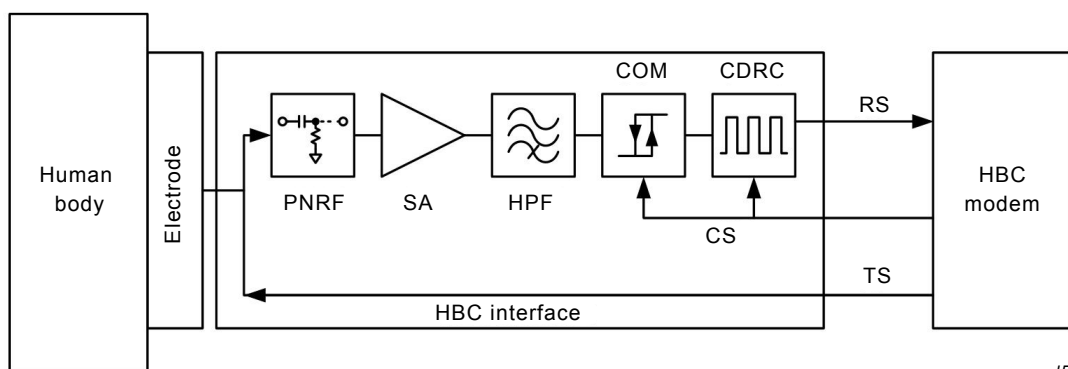 COM CDRC
RS
PNRF SA HPF
Human
body
Electrode
HBC
modem
CS
TS
HBC interface